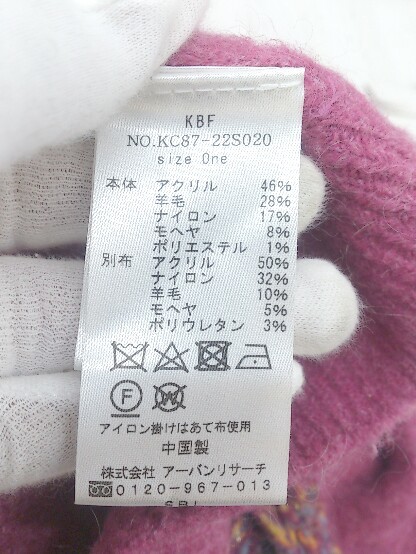 KBF
NO.KC87-22S020
size One
本体 アクリル 46%
羊毛 28%
ナイロン 17%
モヘヤ 8%
ポリエステル 1%
別布 アクリル 50%
ナイロン 32%
羊毛 10%
モヘヤ 5%
ポリウレタン 3%
F W
アイロン掛けはあて布使用
中国製
株式会社 アーバンリサーチ
0120-967-013